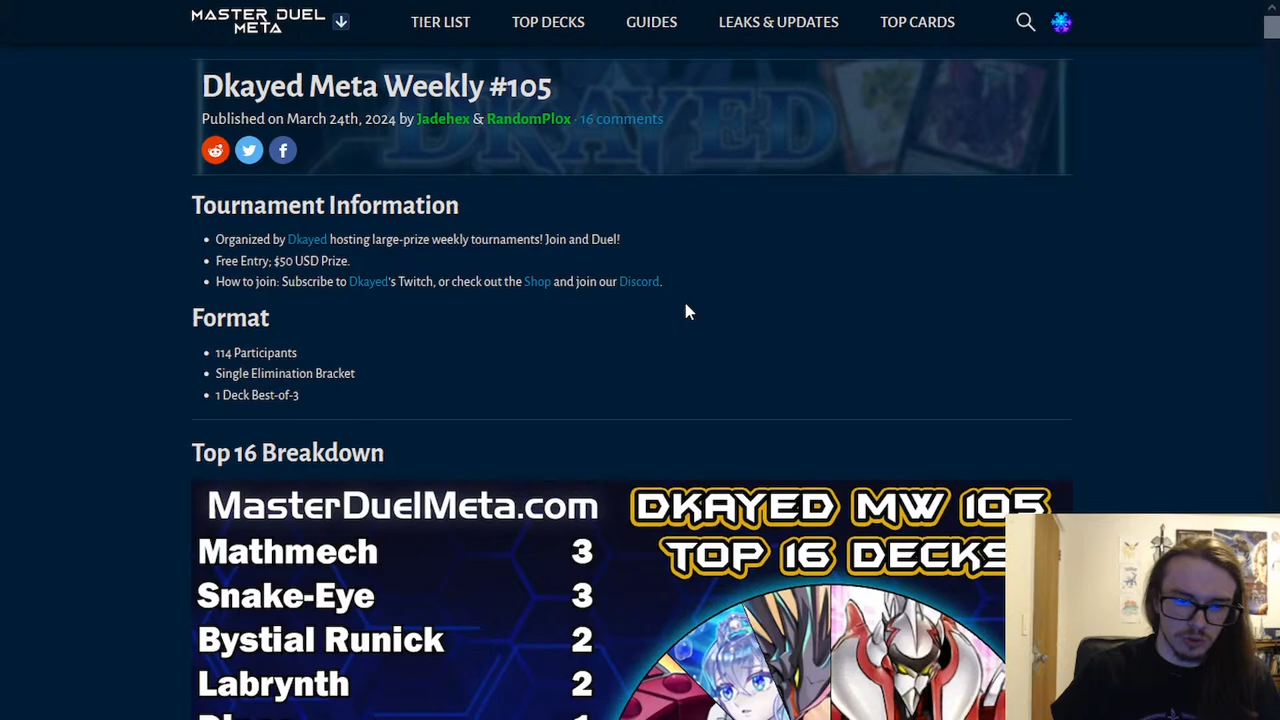 MASTER DUEL
META
TIER LIST
TOP DECKS
GUIDES
LEAKS & UPDATES
TOP CARDS
Dkayed Meta Weekly #105
Published on March 24th, 2024 by Jadehex & RandomPlox · 16 comments
Tournament Information
Organized by Dkayed hosting large-prize weekly tournaments! Join and Duel!
Free Entry; $50 USD Prize.
How to join: Subscribe to Dkayed's Twitch, or check out the Shop and join our Discord.
Format
114 Participants
Single Elimination Bracket
1 Deck Best-of-3
Top 16 Breakdown
MasterDuelMeta.com
DKAYED MW 105
TOP 16 DECKS
Mathmech 3
Snake-Eye 3
Bystial Runick 2
Labrynth 2